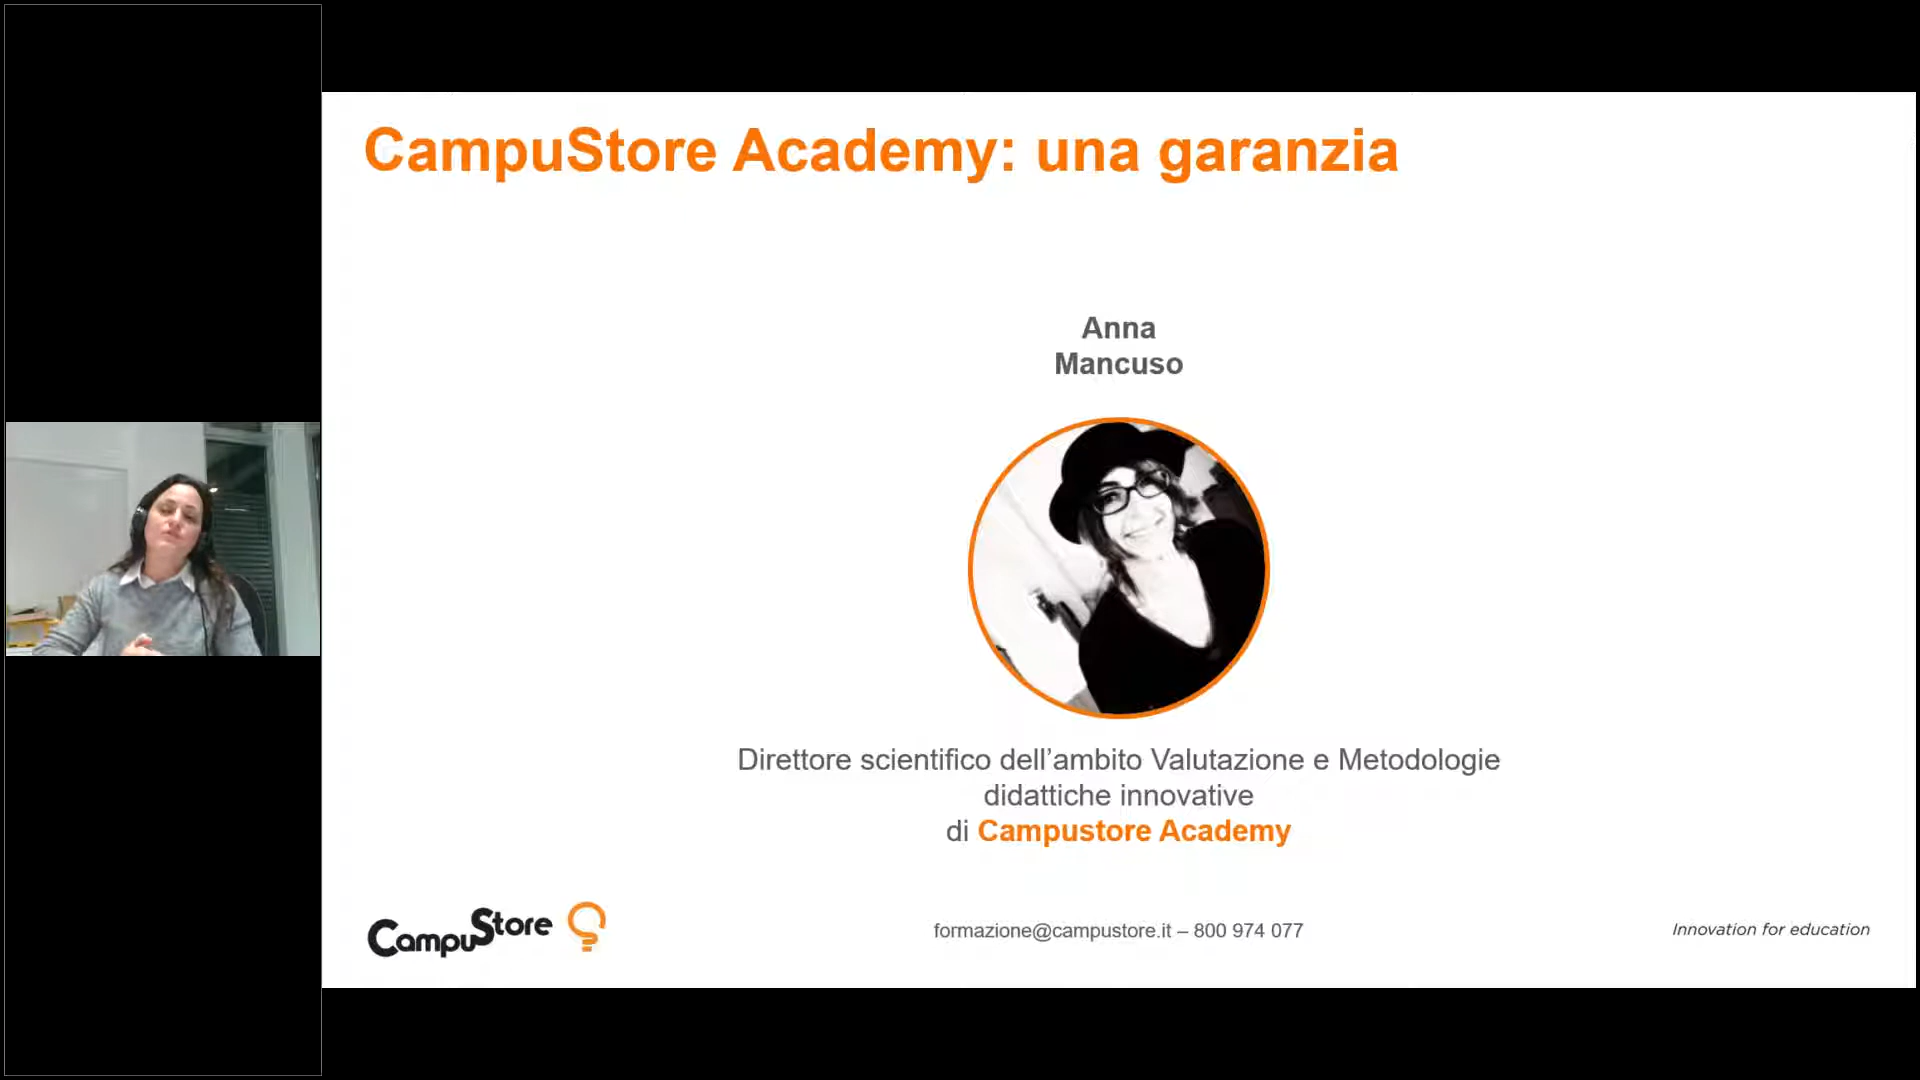 CampuStore Academy: una garanzia
Anna
Mancuso
Direttore scientifico dell’ambito Valutazione e Metodologie
didattiche innovative
di Campustore Academy
CampuStore
formazione@campustore.it – 800 974 077
Innovation for education